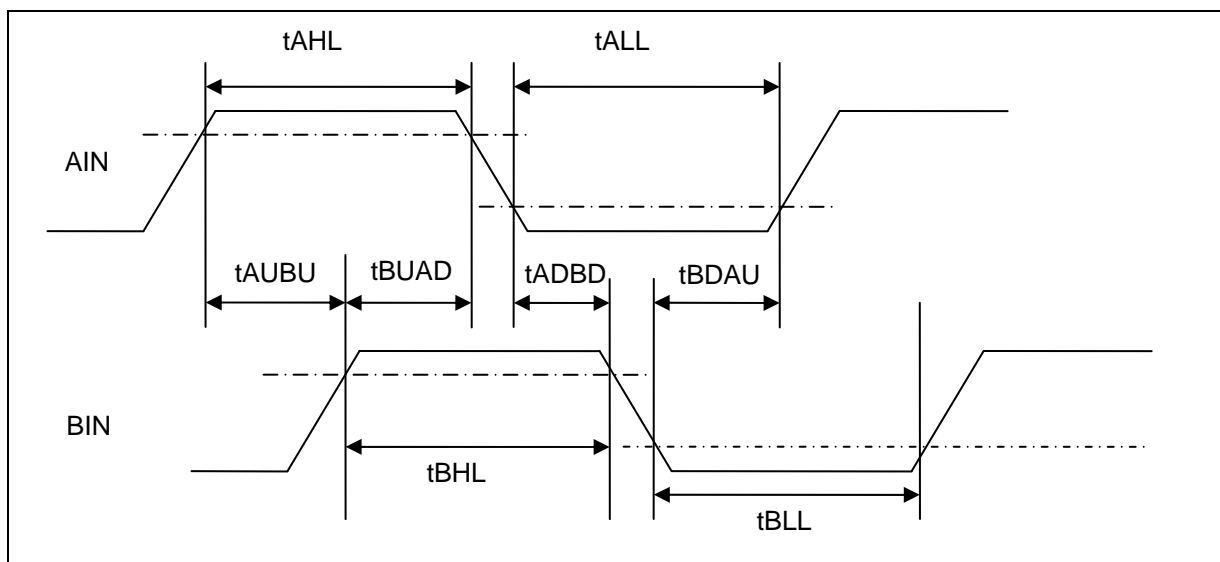 tAHL tALL
AIN
tAUBU tBUAD tADBD tBDAU
BIN
tBHL
tBLL